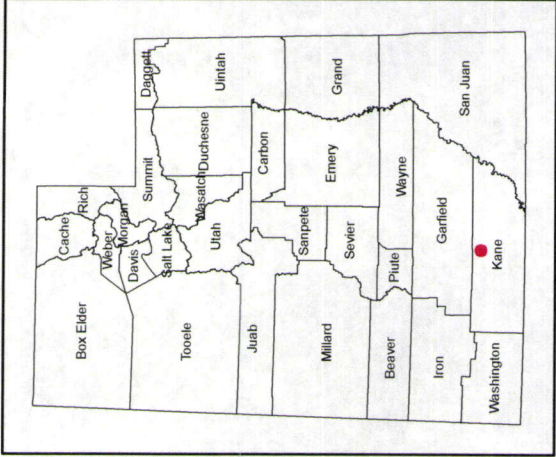 Box Elder
Cache
Rich
Weber
Morgan
Davis
Summit
Daggett
Salt Lake
Tooele
Wasatch
Duchesne
Uintah
Utah
Juab
Carbon
Sanpete
Emery
Grand
Millard
Sevier
Beaver
Piute
Wayne
Iron
Garfield
San Juan
Washington
Kane